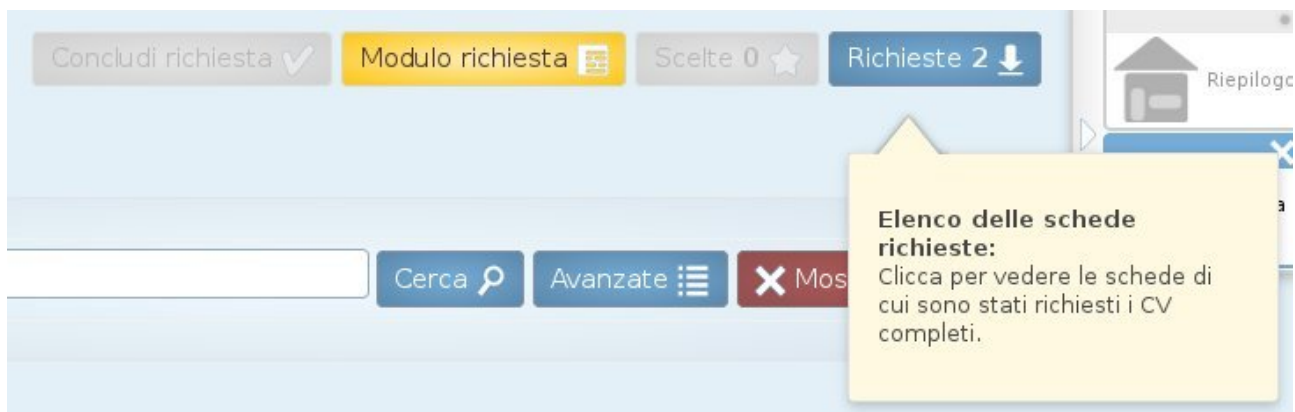 Concludi richiesta
Modulo richiesta
Scelte 0
Richieste 2
Riepilogo
Elenco delle schede
richieste:
Clicca per vedere le schede di
cui sono stati richiesti i CV
completi.
Cerca
Avanzate
Mos
a